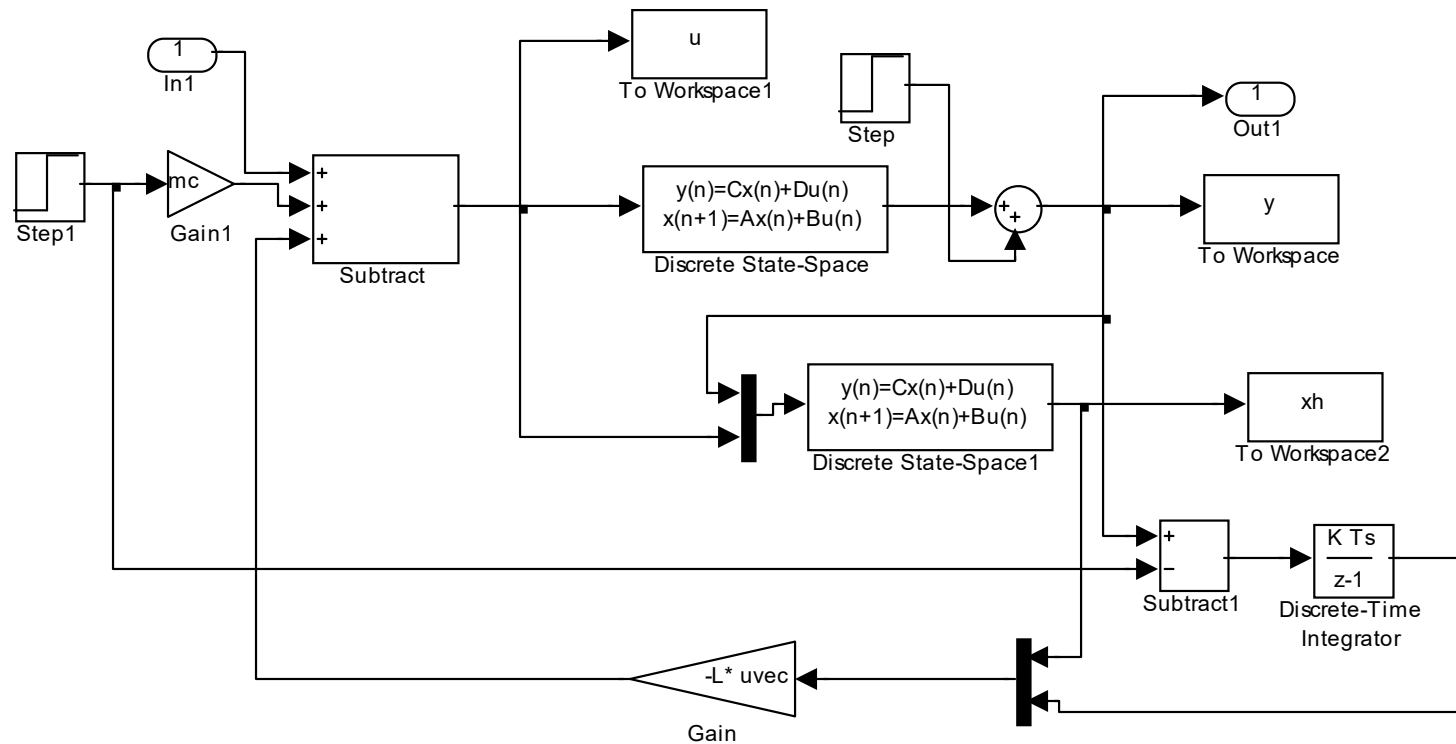 u
To Workspace1
1
In1
Step
1
Out1
mc
Step1
Gain1
+
+
+
Subtract
y(n)=Cx(n)+Du(n)
x(n+1)=Ax(n)+Bu(n)
Discrete State-Space
+
+
y
To Workspace
y(n)=Cx(n)+Du(n)
x(n+1)=Ax(n)+Bu(n)
Discrete State-Space1
xh
To Workspace2
+
−
Subtract1
K Ts
z-1
Discrete-Time
Integrator
-L* uvec
Gain